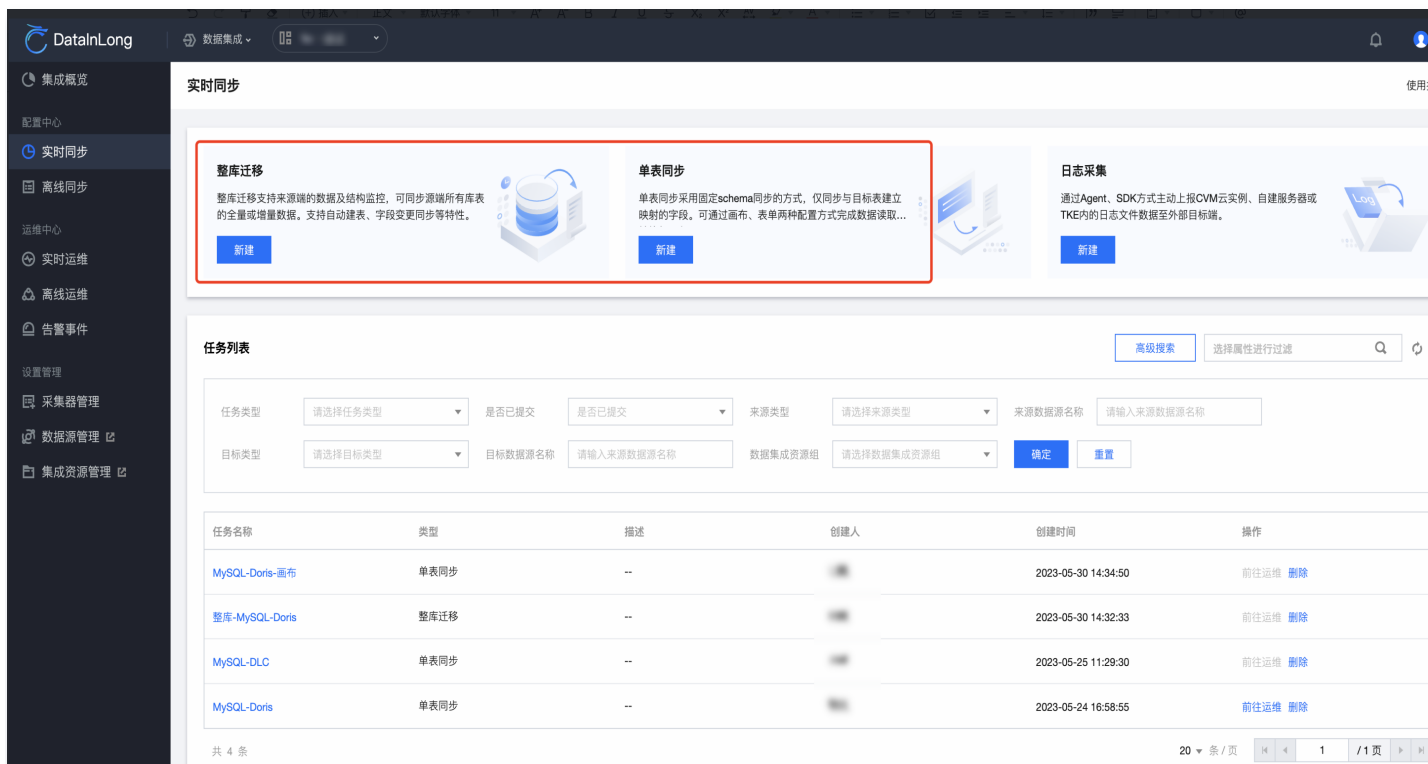 DataInLong
数据集成
集成概览
配置中心
实时同步
离线同步
运维中心
实时运维
离线运维
告警事件
设置管理
采集器管理
数据源管理
集成资源管理
实时同步
使用
整库迁移
整库迁移支持来源端的数据及结构监控，可同步源端所有库表
的全量或增量数据。支持自动建表、字段变更同步等特性。
新建
单表同步
单表同步采用固定schema同步的方式，仅同步与目标表建立
映射的字段。可通过画布、表单两种配置方式完成数据读取...
新建
日志采集
通过Agent、SDK方式主动上报CVM云实例、自建服务器或
TKE内的日志文件数据至外部目标端。
新建
Log
任务列表
高级搜索 选择属性进行过滤
任务类型 请选择任务类型 是否已提交 是否已提交 来源类型 请选择来源类型 来源数据源名称 请输入来源数据源名称
目标类型 请选择目标类型 目标数据源名称 请输入来源数据源名称 数据集成资源组 请选择数据集成资源组 确定 重置
任务名称 类型 描述 创建人 创建时间 操作
MySQL-Doris-画布 单表同步 -- 2023-05-30 14:34:50 前往运维 删除
整库-MySQL-Doris 整库迁移 -- 2023-05-30 14:32:33 前往运维 删除
MySQL-DLC 单表同步 -- 2023-05-25 11:29:30 前往运维 删除
MySQL-Doris 单表同步 -- 2023-05-24 16:58:55 前往运维 删除
共 4 条 20 条/页 1 /1页